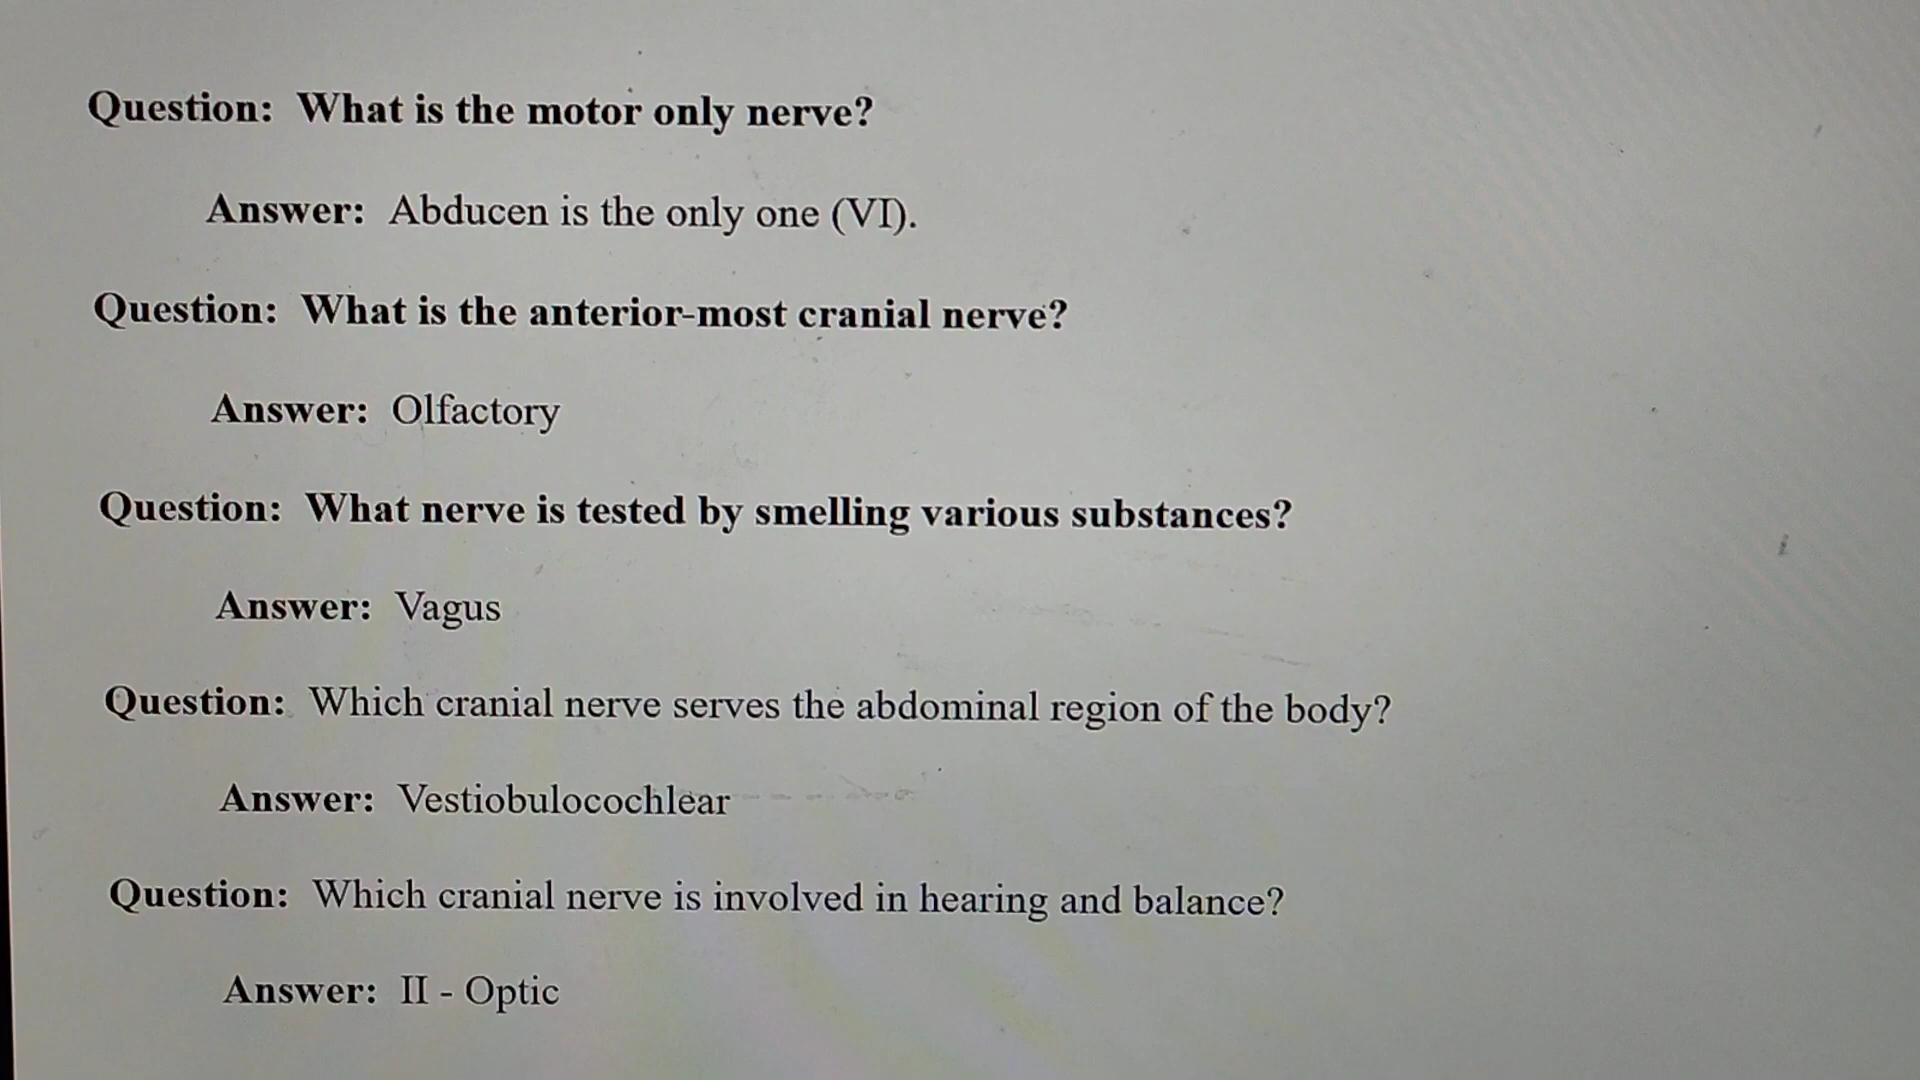 Question: What is the motor only nerve?
Answer: Abducen is the only one (VI).
Question: What is the anterior-most cranial nerve?
Answer: Olfactory
Question: What nerve is tested by smelling various substances?
Answer: Vagus
Question: Which cranial nerve serves the abdominal region of the body?
Answer: Vestiobulocochlear
Question: Which cranial nerve is involved in hearing and balance?
Answer: II - Optic